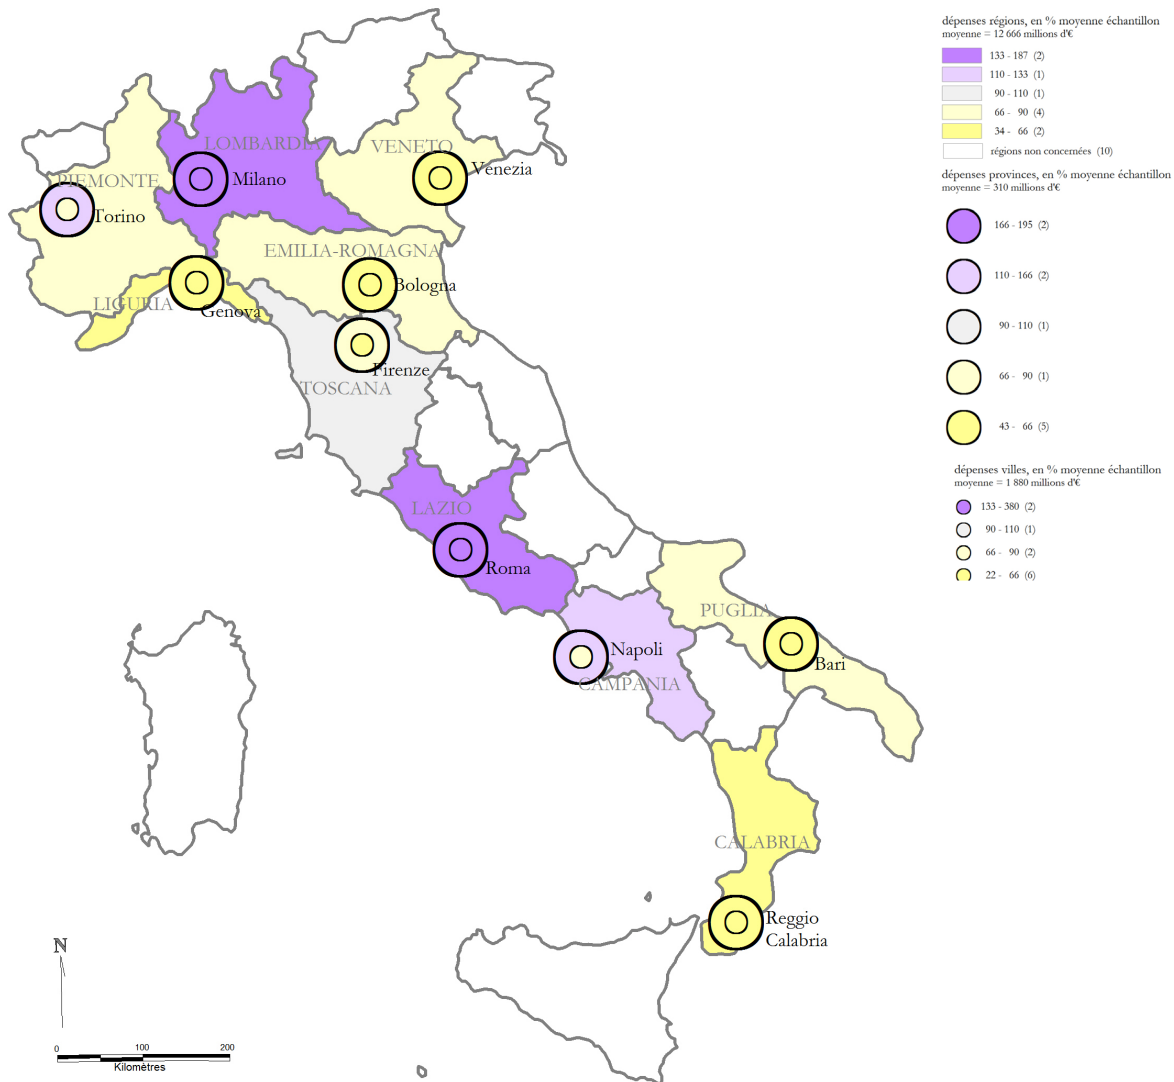 dépenses régions, en % moyenne échantillon
moyenne = 12 666 millions d'€
133 - 187 (2)
110 - 133 (1)
90 - 110 (1)
66 - 90 (4)
34 - 66 (2)
régions non concernées (10)
dépenses provinces, en % moyenne échantillon
moyenne = 310 millions d'€
166 - 195 (2)
110 - 166 (2)
90 - 110 (1)
66 - 90 (1)
43 - 66 (5)
dépenses villes, en % moyenne échantillon
moyenne = 1 880 millions d'€
133 - 380 (2)
90 - 110 (1)
66 - 90 (2)
22 - 66 (6)
LOMBARDIA
VENETO
Venezia
Milano
PIEMONTE
Torino
EMILIA-ROMAGNA
Bologna
LIGURIA
Genova
Firenze
TOSCANA
LAZIO
Roma
PUGLIA
Napoli
Bari
CAMPANIA
CALABRIA
Reggio
Calabria
N
0 100 200
Kilomètres